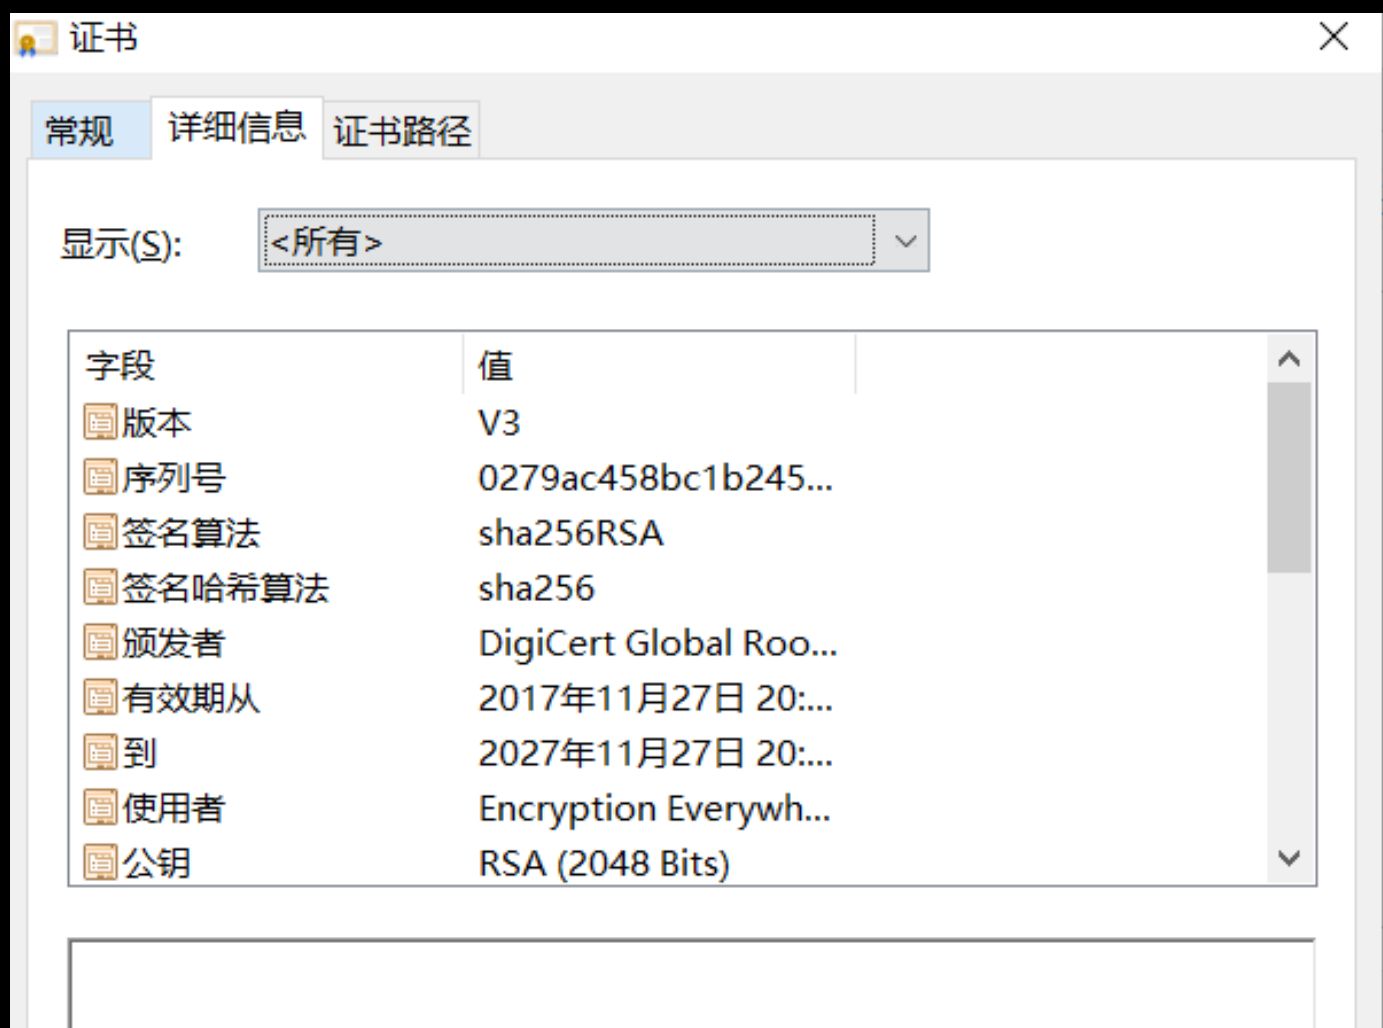 证书
常规 详细信息 证书路径
显示(S): <所有>
字段 值
版本 V3
序列号 0279ac458bc1b245...
签名算法 sha256RSA
签名哈希算法 sha256
颁发者 DigiCert Global Roo...
有效期从 2017年11月27日 20:...
到 2027年11月27日 20:...
使用者 Encryption Everywh...
公钥 RSA (2048 Bits)